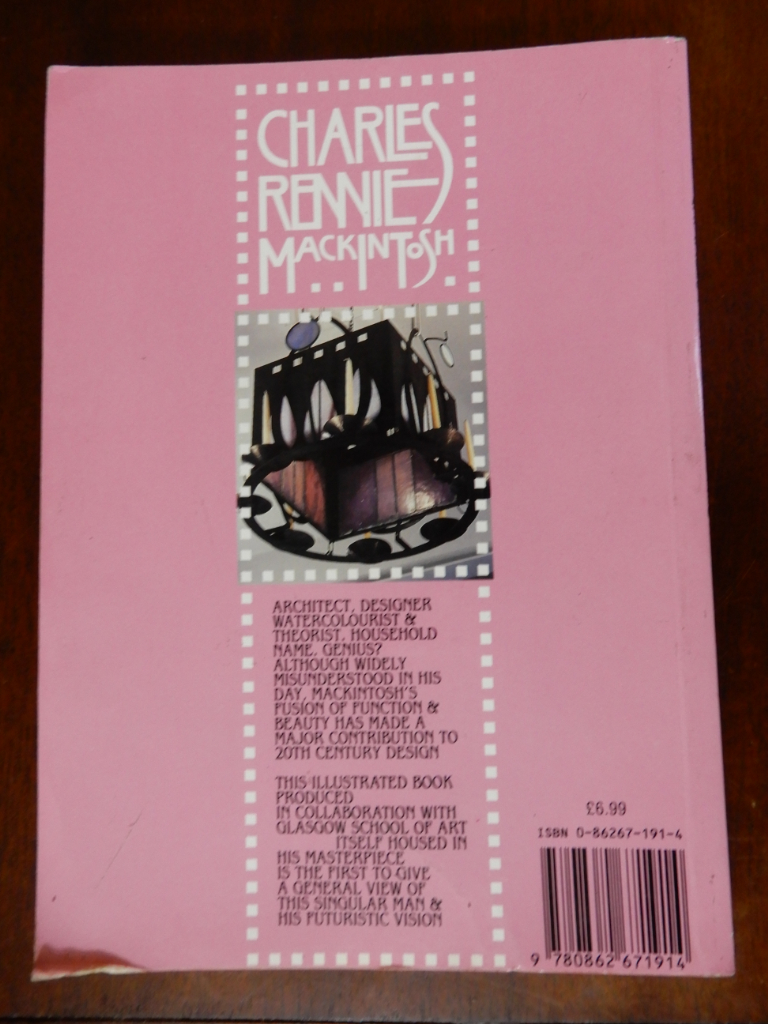 CHARLES
RENNIE
MACKINTOSH
ARCHITECT, DESIGNER
WATERCOLOURIST &
THEORIST. HOUSEHOLD
NAME. GENIUS?
ALTHOUGH WIDELY
MISUNDERSTOOD IN HIS
DAY, MACKINTOSH'S
FUSION OF FUNCTION &
BEAUTY HAS MADE A
MAJOR CONTRIBUTION TO
20TH CENTURY DESIGN
THIS ILLUSTRATED BOOK
PRODUCED
IN COLLABORATION WITH
GLASGOW SCHOOL OF ART
ITSELF HOUSED IN
HIS MASTERPIECE
IS THE FIRST TO GIVE
A GENERAL VIEW OF
THIS SINGULAR MAN &
HIS FUTURISTIC VISION
£6.99
ISBN 0-86267-191-4
9 780862 671914